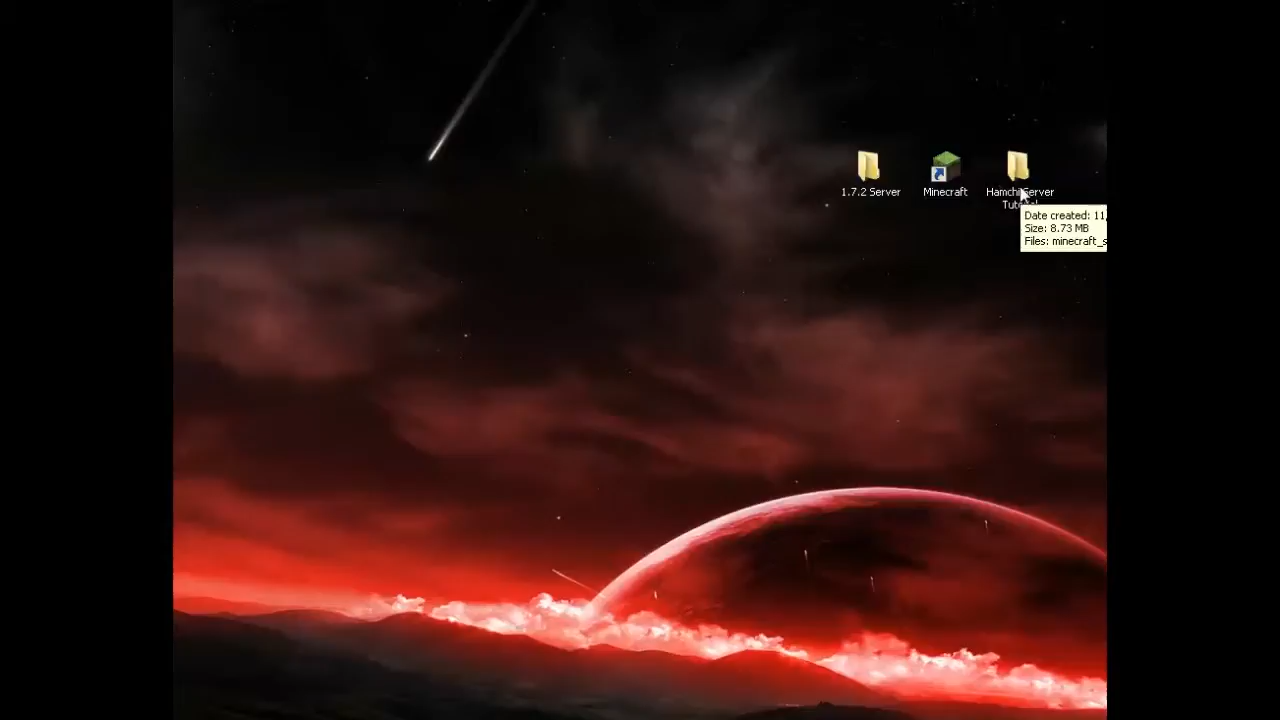 1.7.2 Server
Minecraft
Hamchi Server
Date created: 11,
Size: 8.73 MB
Files: minecraft_s